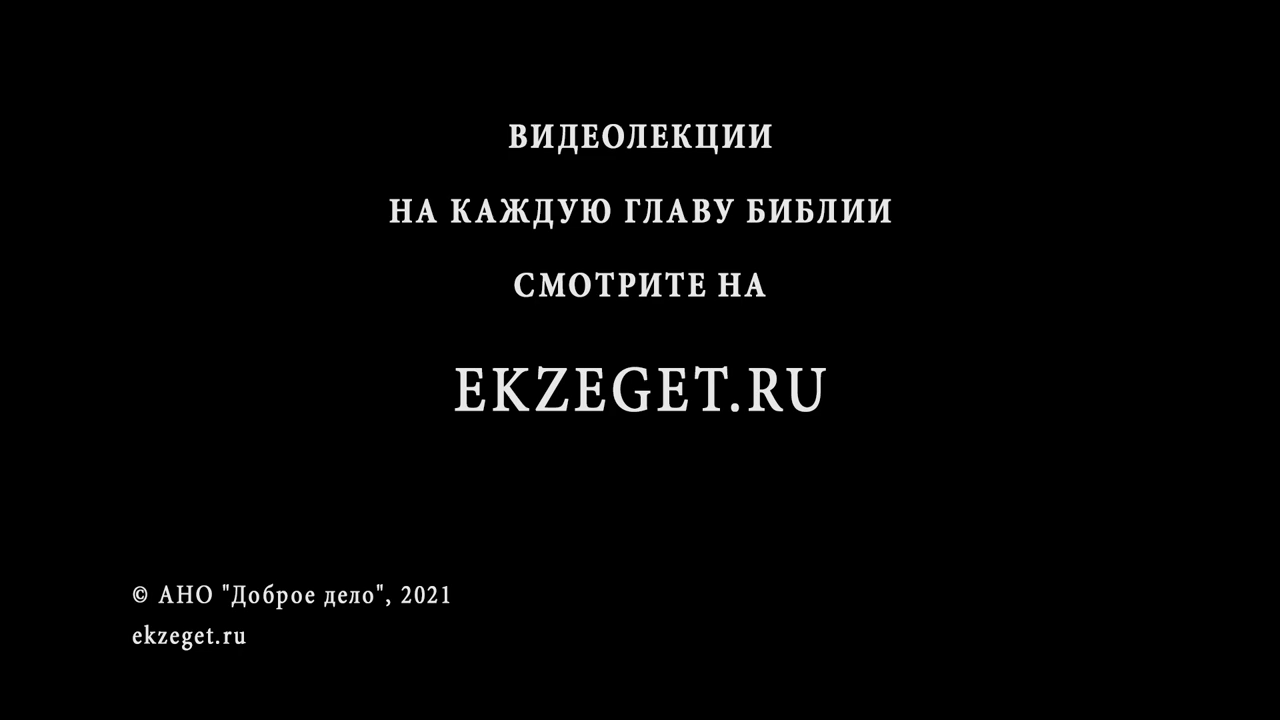 ВИДЕОЛЕКЦИИ
НА КАЖДУЮ ГЛАВУ БИБЛИИ
СМОТРИТЕ НА
EKZEGET.RU
© АНО "Доброе дело", 2021
ekzeget.ru